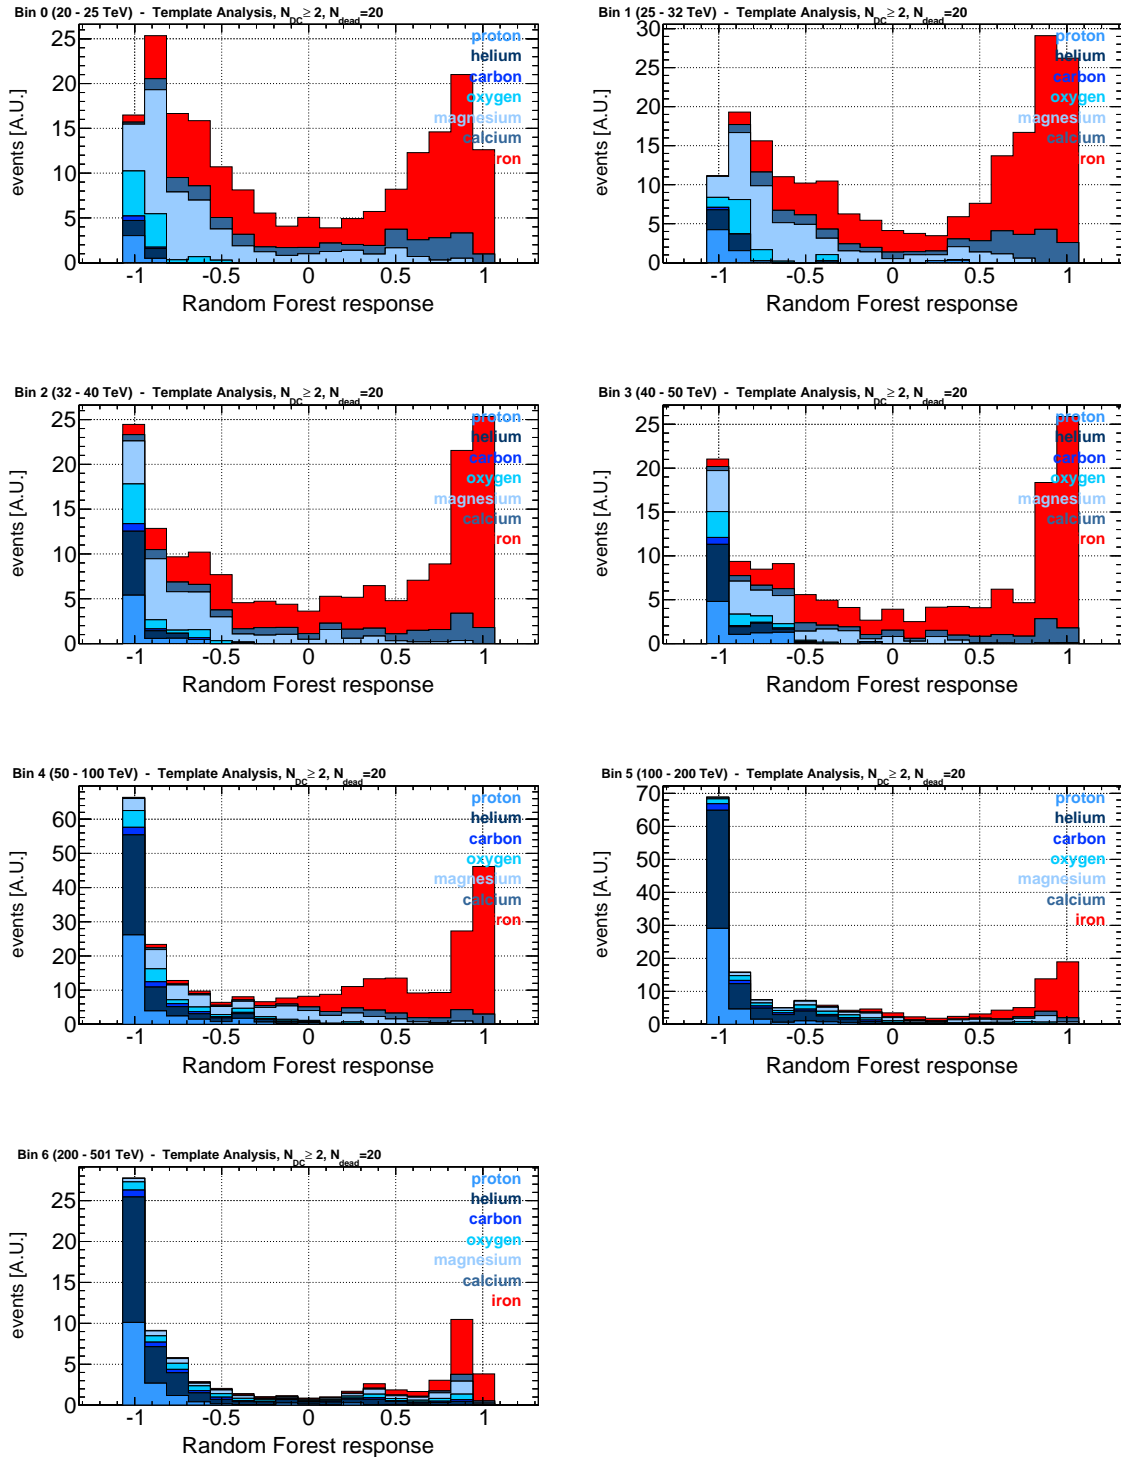 Bin 0 (20 - 25 TeV) - Template Analysis, N_DC ≥ 2, N_dead=20
events [A.U.]
25
20
15
10
5
0
proton
helium
carbon
oxygen
magnesium
calcium
iron
-1 -0.5 0 0.5 1
Random Forest response
Bin 1 (25 - 32 TeV) - Template Analysis, N_DC ≥ 2, N_dead=20
events [A.U.]
30
25
20
15
10
5
0
proton
helium
carbon
oxygen
magnesium
calcium
iron
-1 -0.5 0 0.5 1
Random Forest response
Bin 2 (32 - 40 TeV) - Template Analysis, N_DC ≥ 2, N_dead=20
events [A.U.]
25
20
15
10
5
0
proton
helium
carbon
oxygen
magnesium
calcium
iron
-1 -0.5 0 0.5 1
Random Forest response
Bin 3 (40 - 50 TeV) - Template Analysis, N_DC ≥ 2, N_dead=20
events [A.U.]
25
20
15
10
5
0
proton
helium
carbon
oxygen
magnesium
calcium
iron
-1 -0.5 0 0.5 1
Random Forest response
Bin 4 (50 - 100 TeV) - Template Analysis, N_DC ≥ 2, N_dead=20
events [A.U.]
60
50
40
30
20
10
0
proton
helium
carbon
oxygen
magnesium
calcium
iron
-1 -0.5 0 0.5 1
Random Forest response
Bin 5 (100 - 200 TeV) - Template Analysis, N_DC ≥ 2, N_dead=20
events [A.U.]
70
60
50
40
30
20
10
0
proton
helium
carbon
oxygen
magnesium
calcium
iron
-1 -0.5 0 0.5 1
Random Forest response
Bin 6 (200 - 501 TeV) - Template Analysis, N_DC ≥ 2, N_dead=20
events [A.U.]
25
20
15
10
5
0
proton
helium
carbon
oxygen
magnesium
calcium
iron
-1 -0.5 0 0.5 1
Random Forest response